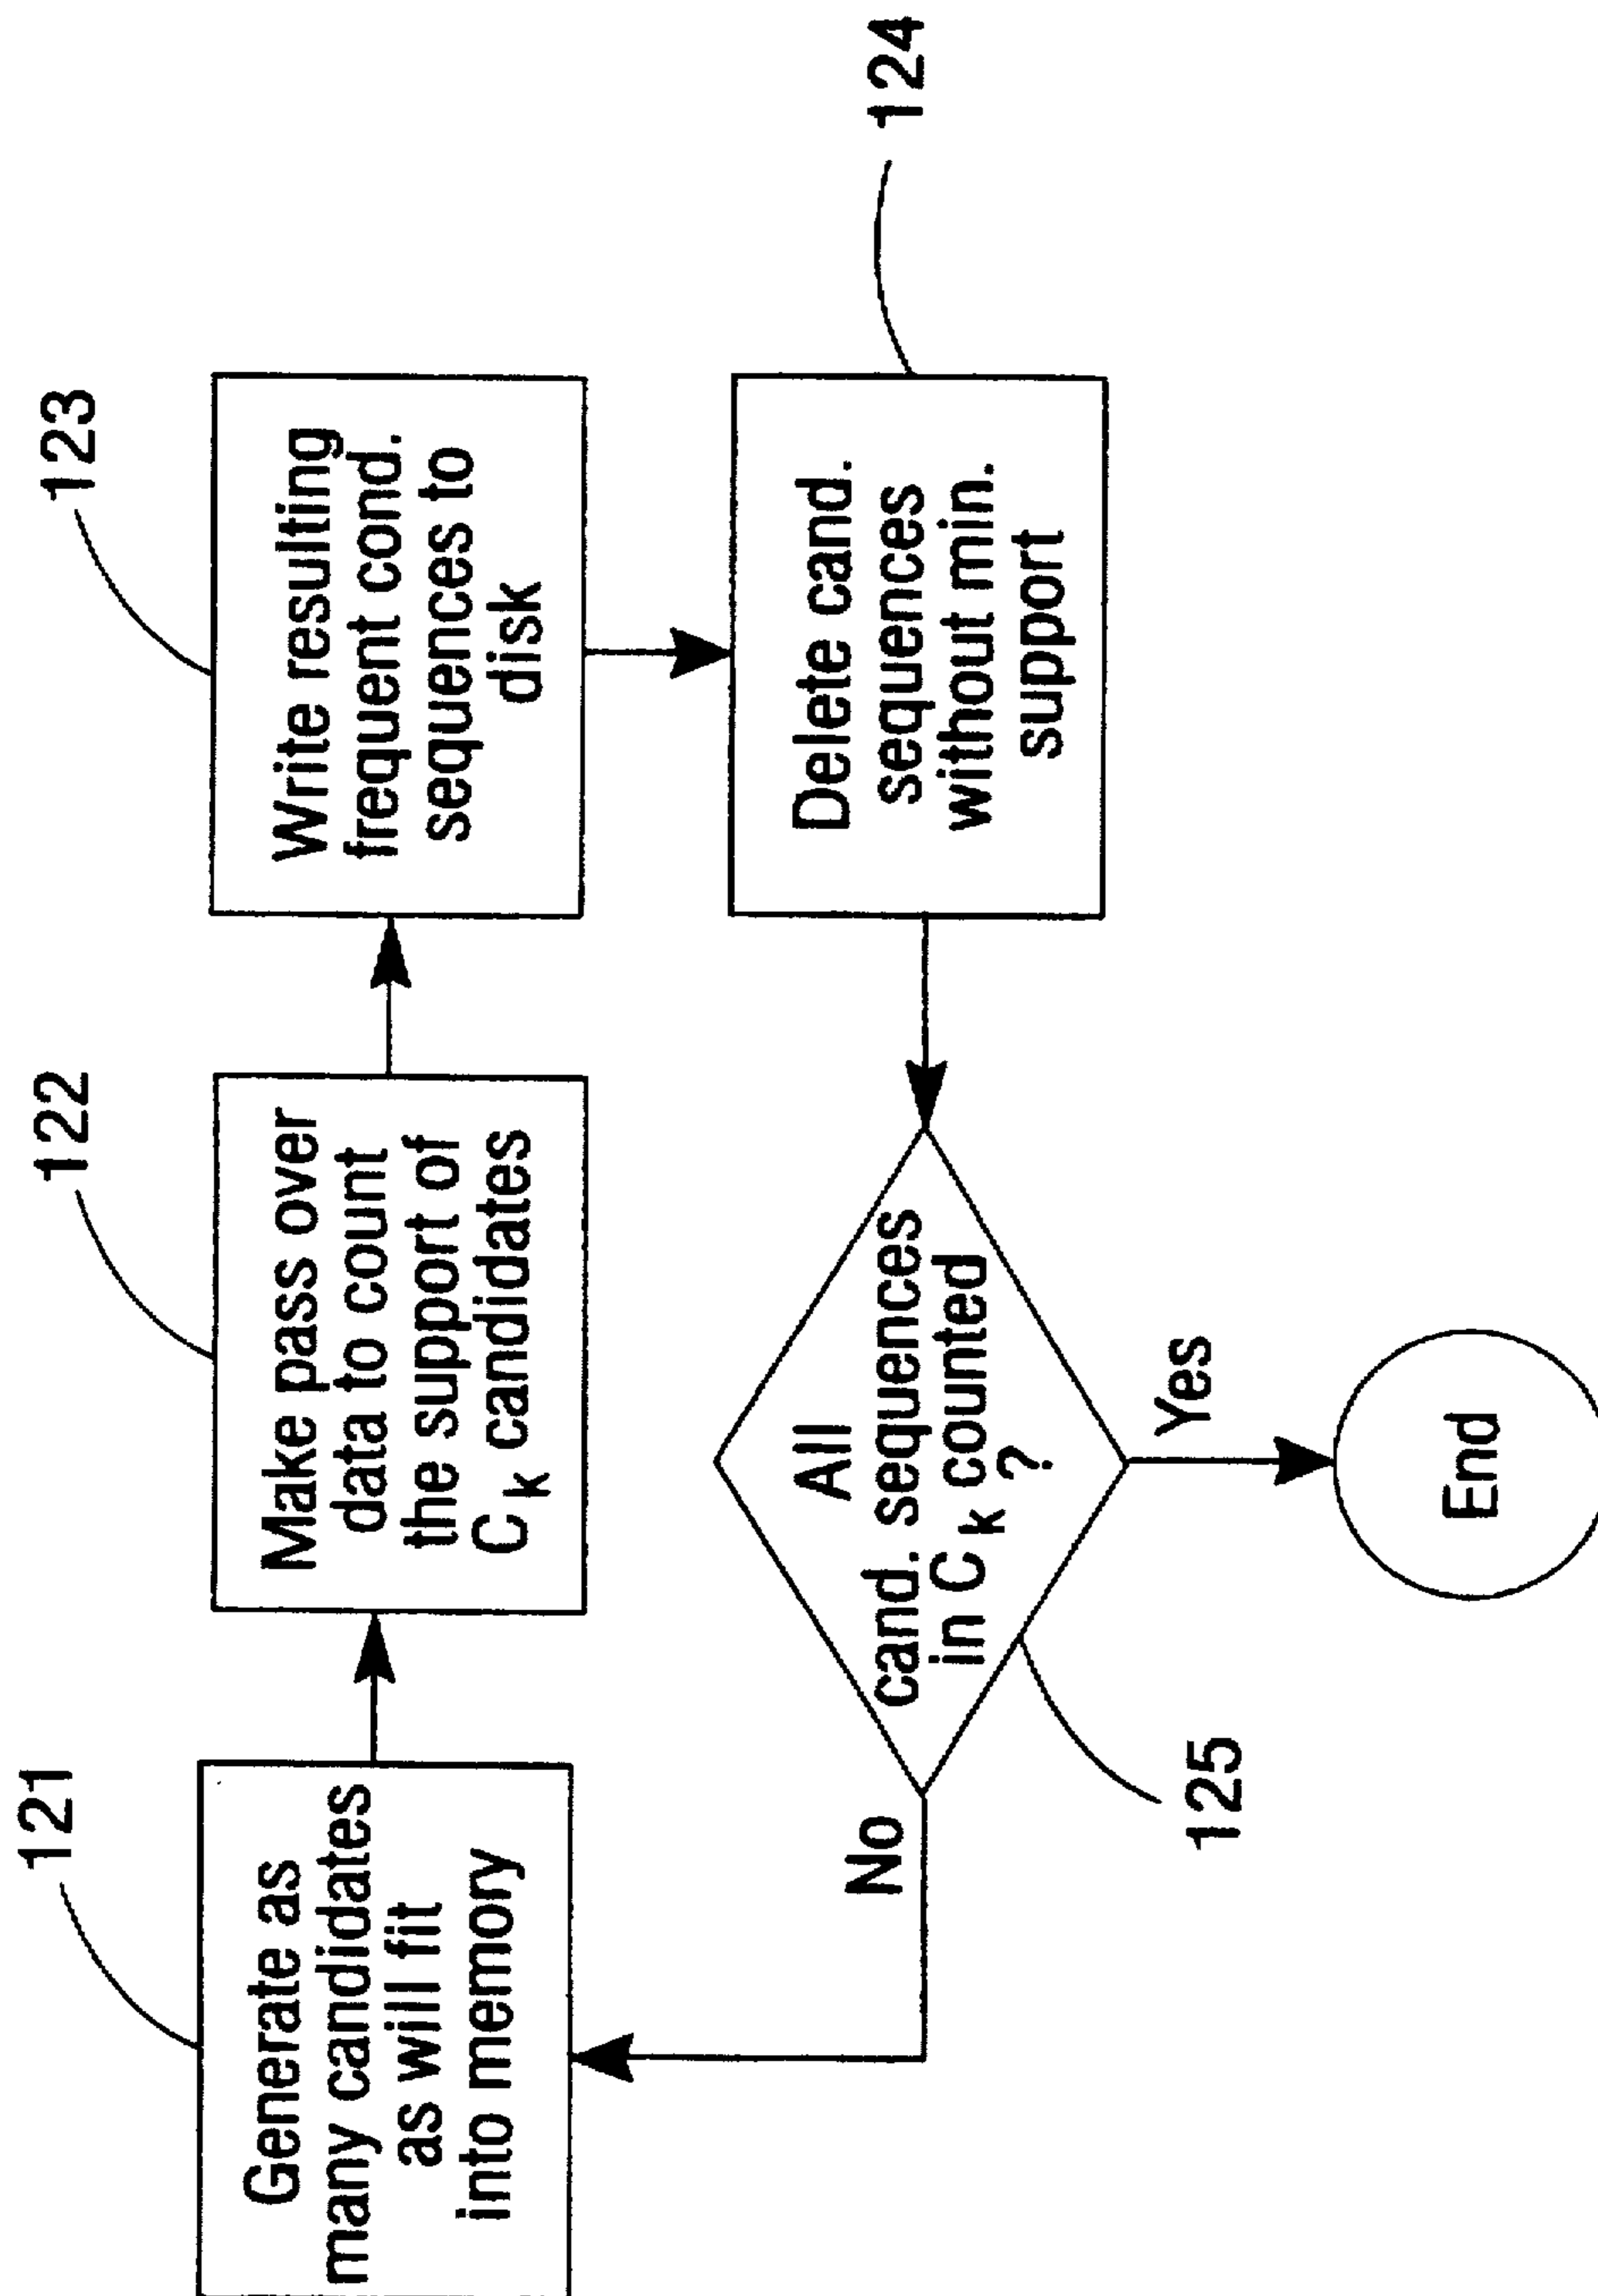 121
Generate as
many candidates
as will fit
into memory
122
Make pass over
data to count
the support of
C k candidates
123
Write resulting
frequent cond.
sequences to
disk
124
Delete cand.
sequences
without min.
support
All
cand. sequences
in C k counted
?
125
No
Yes
End